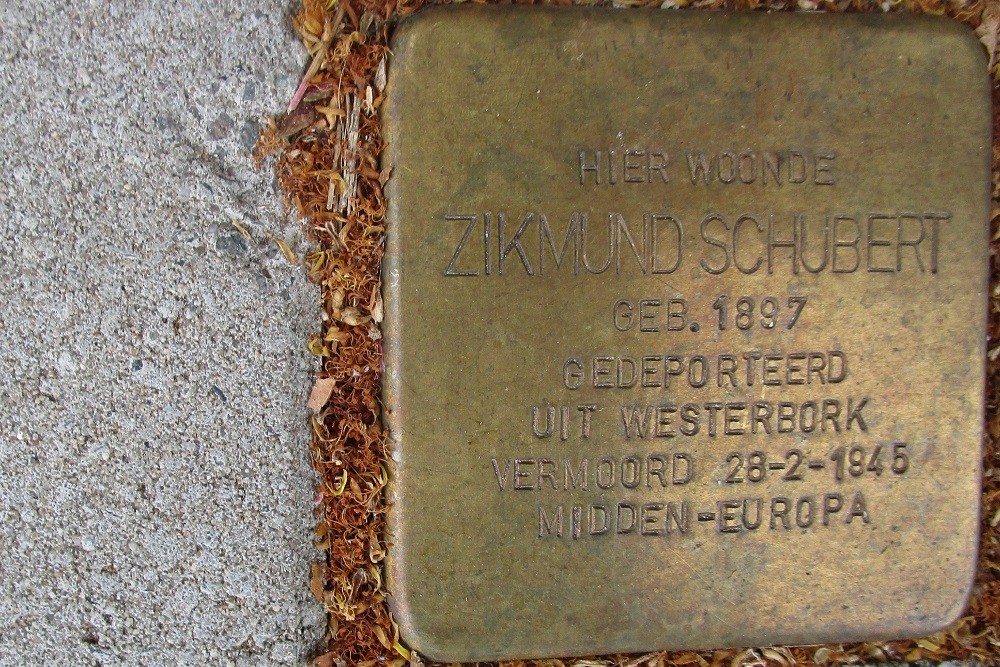 HIER WOONDE
ZIKMUND SCHUBERT
GEB. 1897
GEDEPORTEERD
UIT WESTERBORK
VERMOORD 28-2-1945
MIDDEN-EUROPA